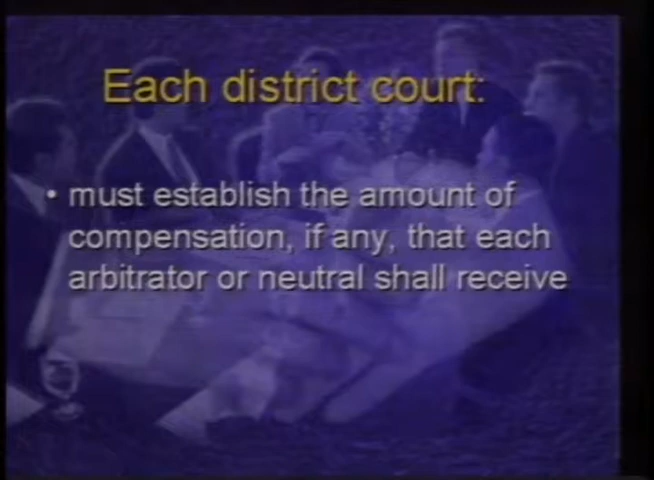 Each district court:
• must establish the amount of
compensation, if any, that each
arbitrator or neutral shall receive